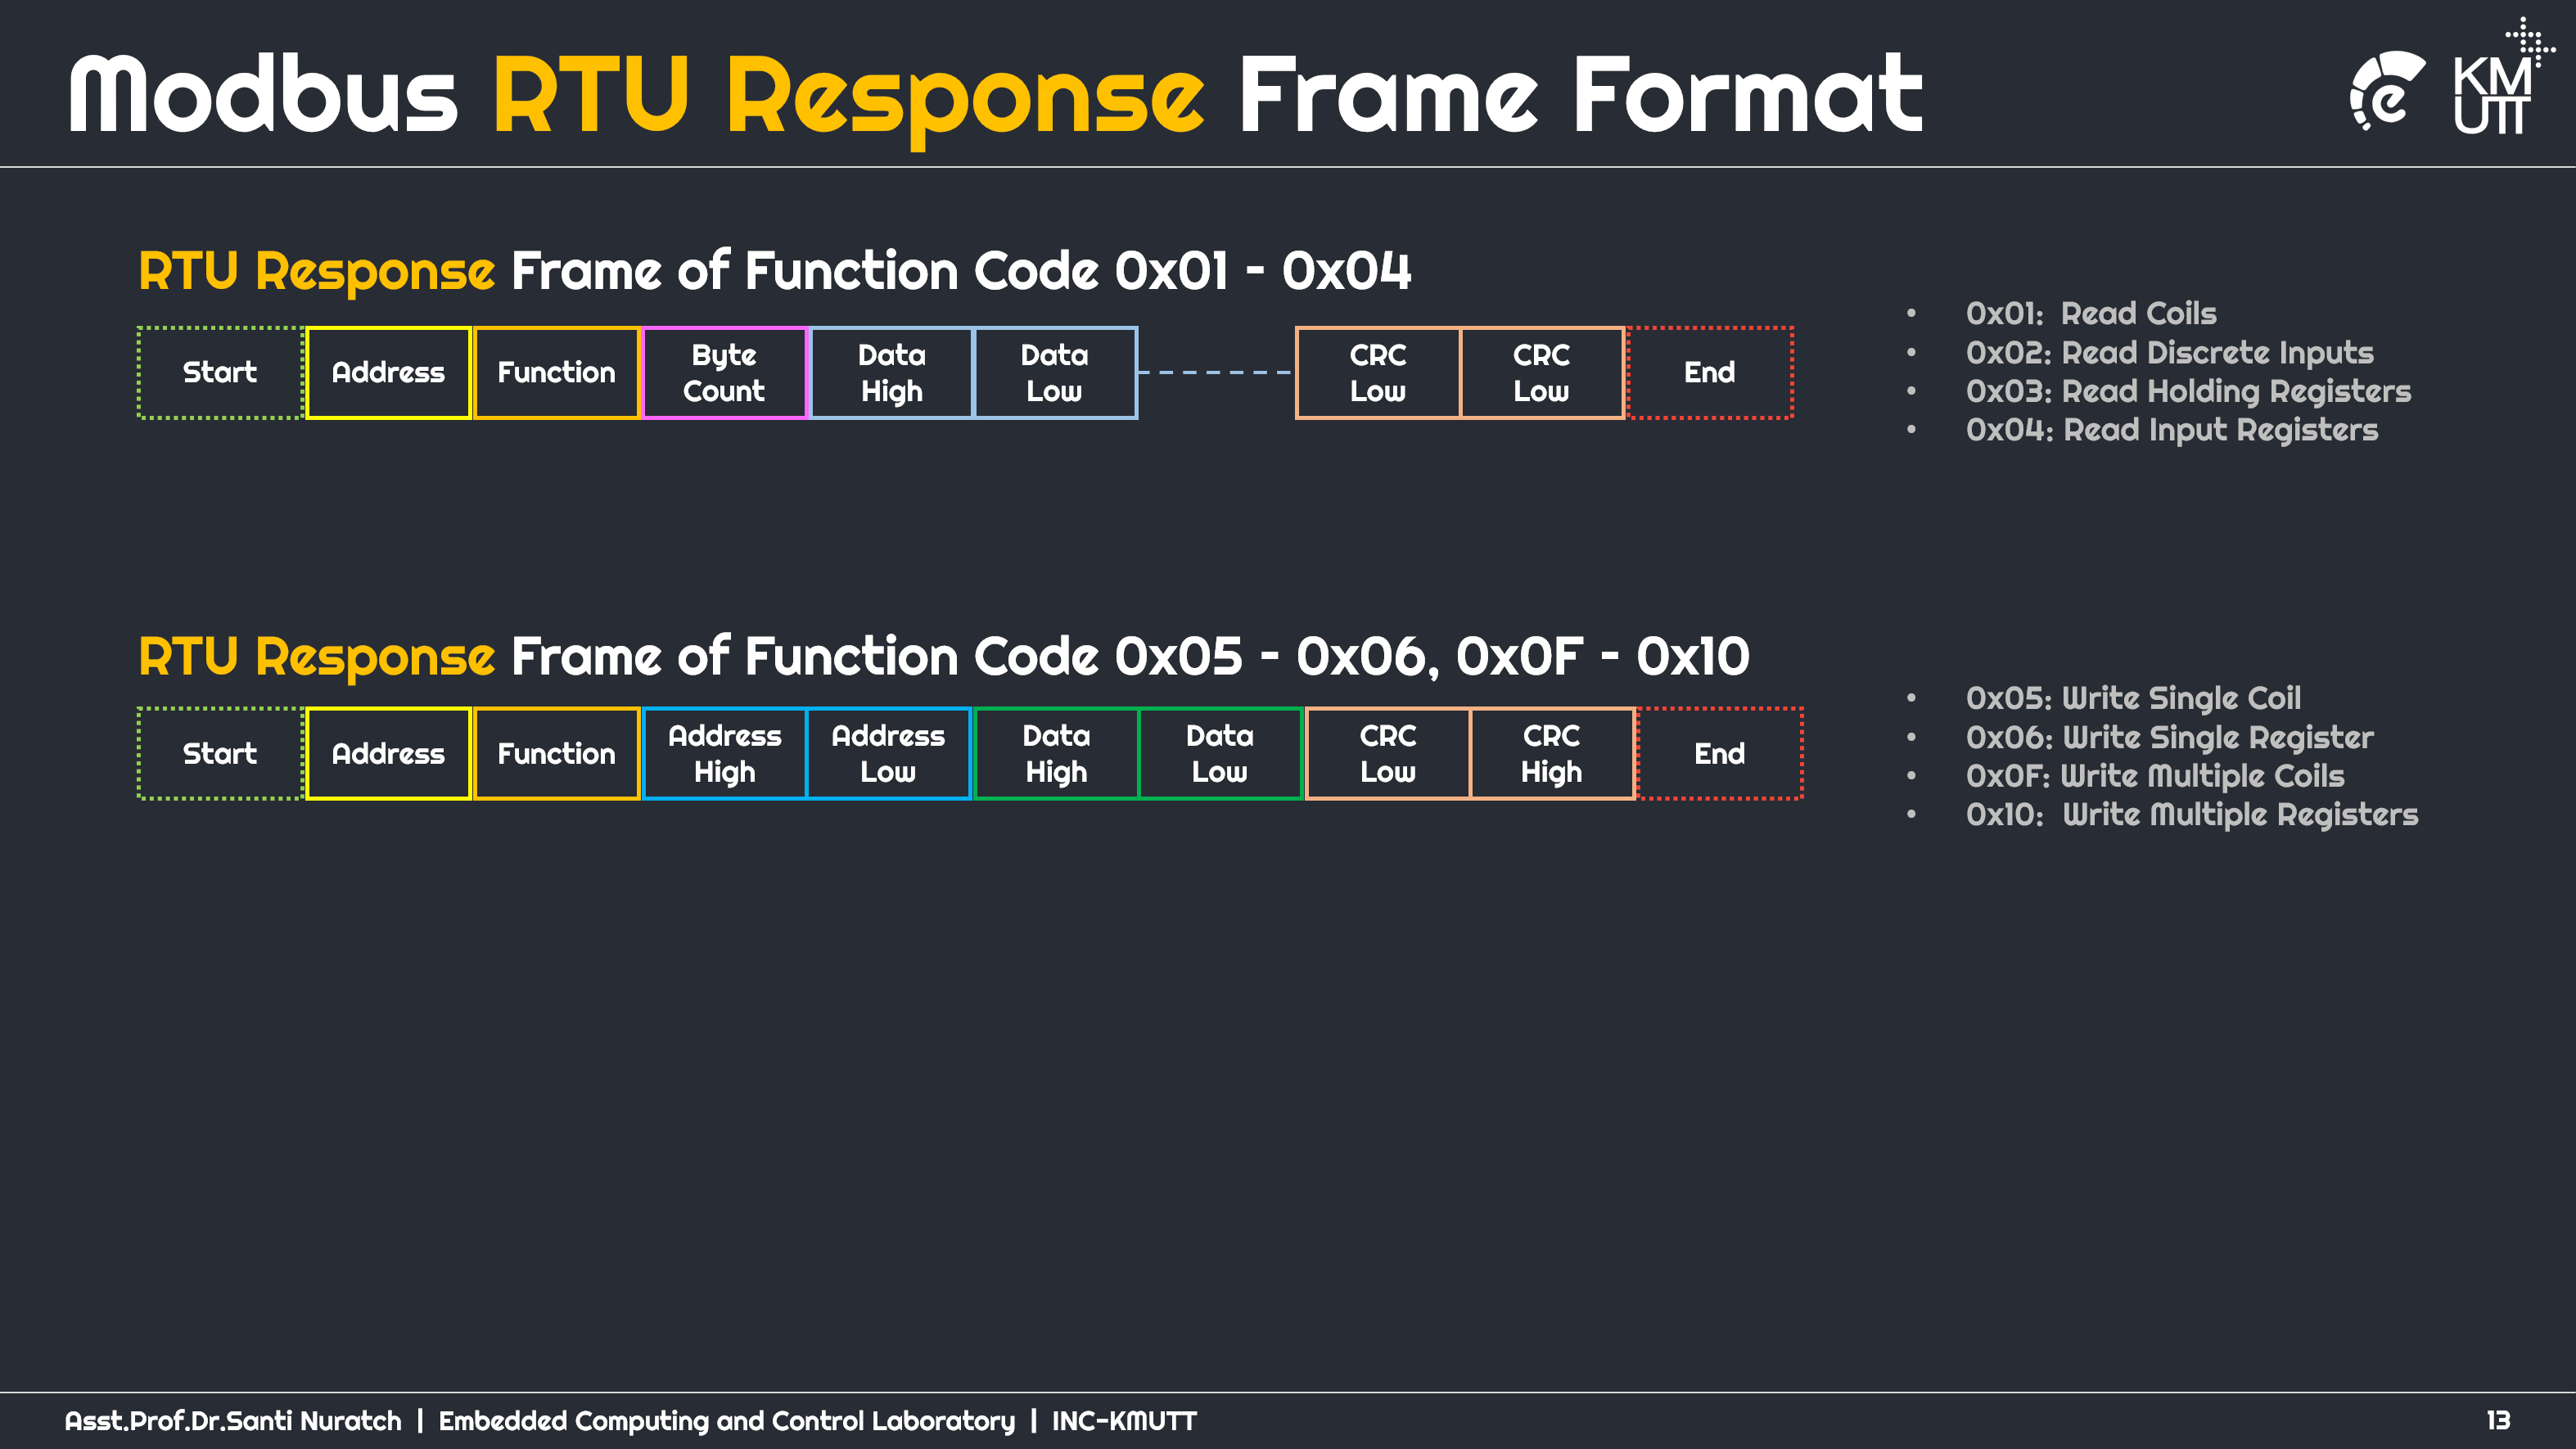 Modbus RTU Response Frame Format
KM
UTT
RTU Response Frame of Function Code 0x01 - 0x04
Start
Address
Function
Byte
Count
Data
High
Data
Low
CRC
Low
CRC
Low
End
• 0x01: Read Coils
• 0x02: Read Discrete Inputs
• 0x03: Read Holding Registers
• 0x04: Read Input Registers
RTU Response Frame of Function Code 0x05 - 0x06, 0x0F - 0x10
Start
Address
Function
Address
High
Address
Low
Data
High
Data
Low
CRC
Low
CRC
High
End
• 0x05: Write Single Coil
• 0x06: Write Single Register
• 0x0F: Write Multiple Coils
• 0x10: Write Multiple Registers
Asst.Prof.Dr.Santi Nuratch | Embedded Computing and Control Laboratory | INC-KMUTT
13